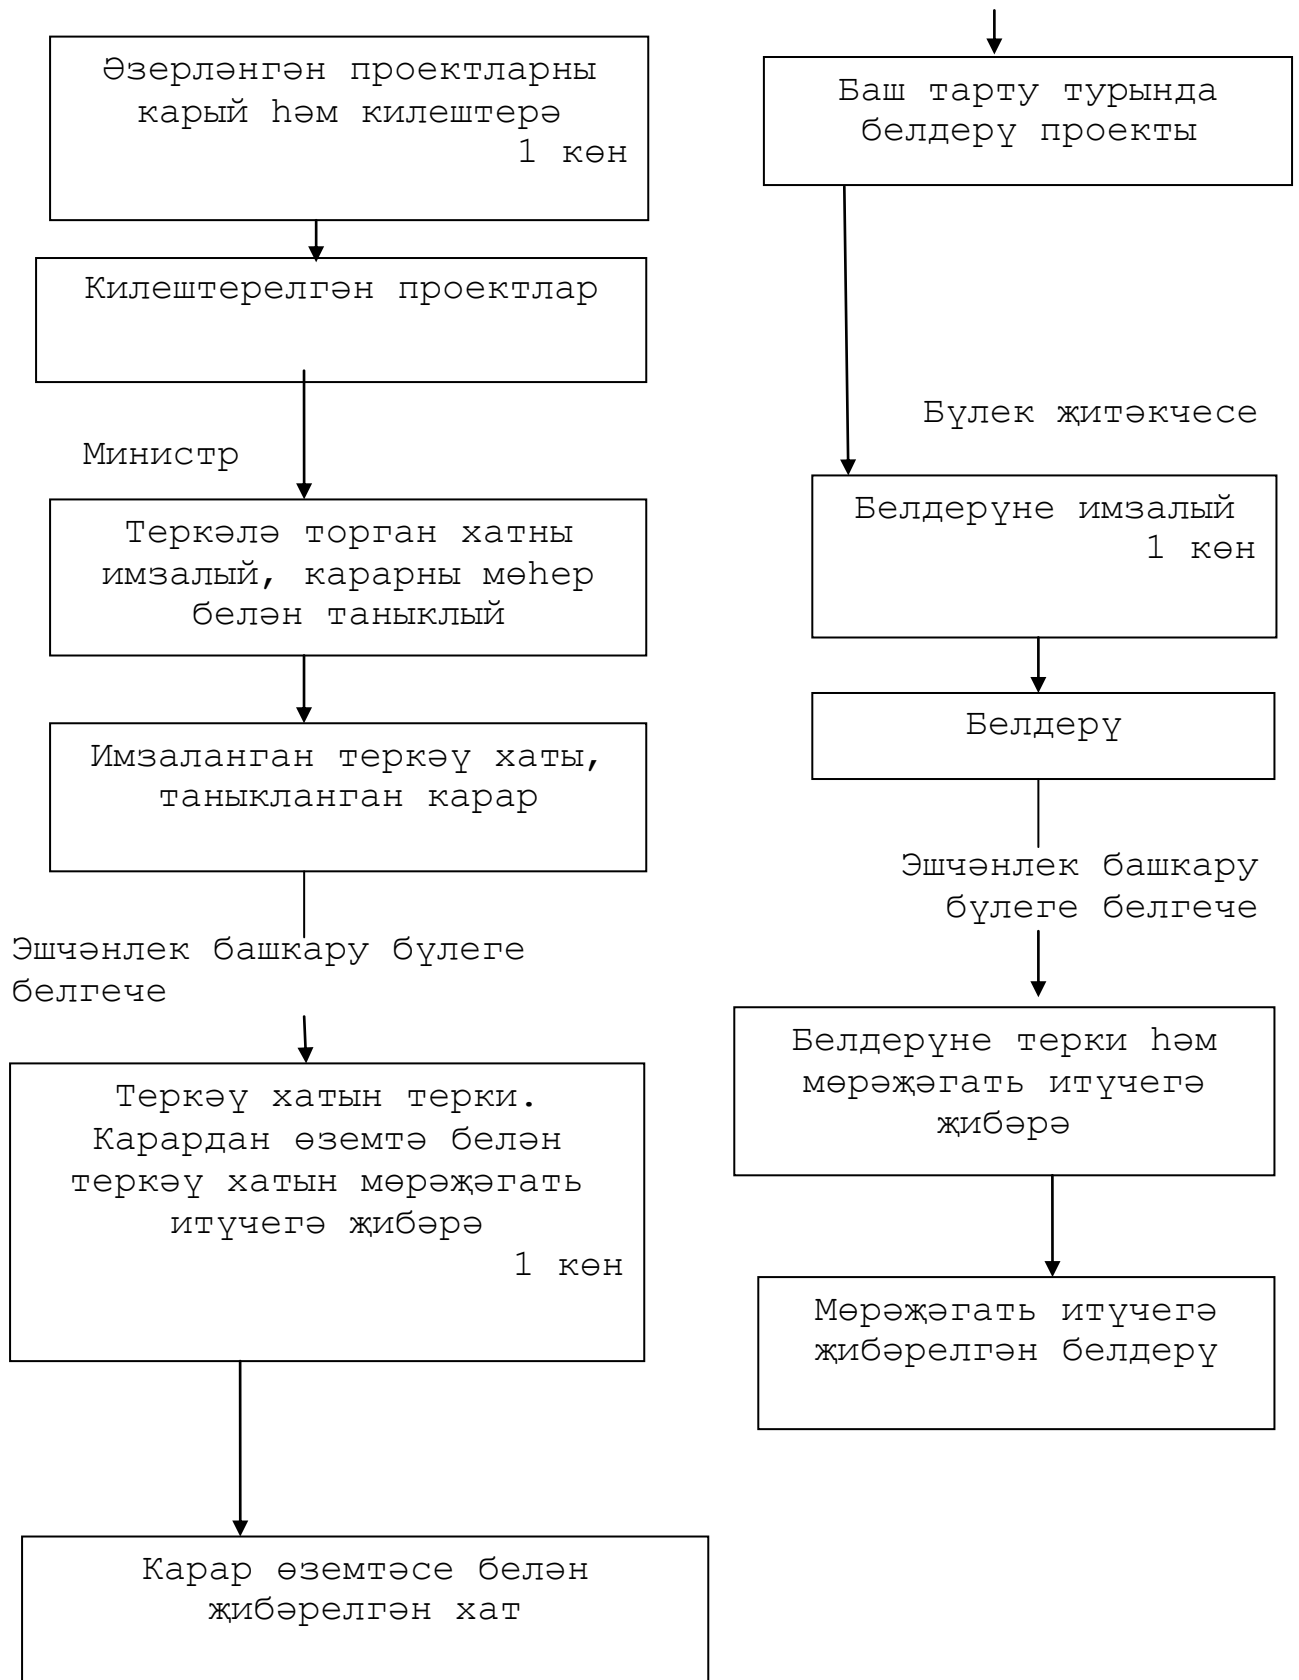 Әзерләнгән проектларны
карый һәм килештерә
1 көн
Килештерелгән проектлар
Министр
Теркәлә торган хатны
имзалый, карарны мөһер
белән таныклый
Имзаланган теркәү хаты,
таныкланган карар
Эшчәнлек башкару бүлеге
белгече
Теркәү хатын терки.
Карардан өземтә белән
теркәү хатын мөрәҗәгать
итүчегә җибәрә
1 көн
Карар өземтәсе белән
җибәрелгән хат
Баш тарту турында
белдерү проекты
Бүлек җитәкчесе
Белдерүне имзалый
1 көн
Белдерү
Эшчәнлек башкару
бүлеге белгече
Белдерүне терки һәм
мөрәҗәгать итүчегә
җибәрә
Мөрәҗәгать итүчегә
җибәрелгән белдерү